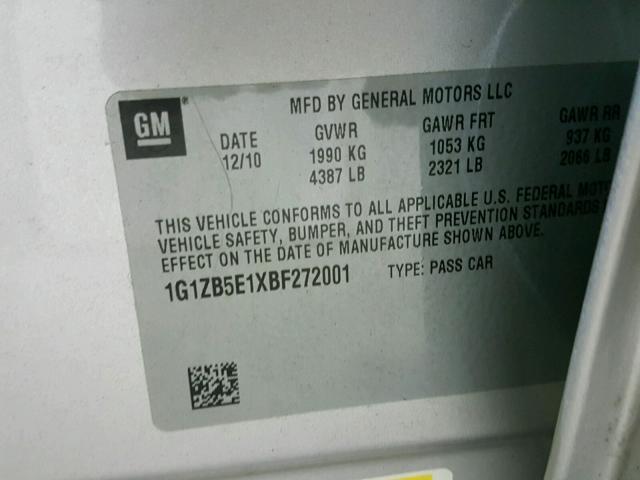 GM
MFD BY GENERAL MOTORS LLC
DATE GVWR GAWR FRT GAWR RR
12/10 1990 KG 1053 KG 937 KG
4387 LB 2321 LB 2066 LB
THIS VEHICLE CONFORMS TO ALL APPLICABLE U.S. FEDERAL
VEHICLE SAFETY, BUMPER, AND THEFT PREVENTION STANDARDS
EFFECT ON THE DATE OF MANUFACTURE SHOWN ABOVE.
1G1ZB5E1XBF272001 TYPE: PASS CAR